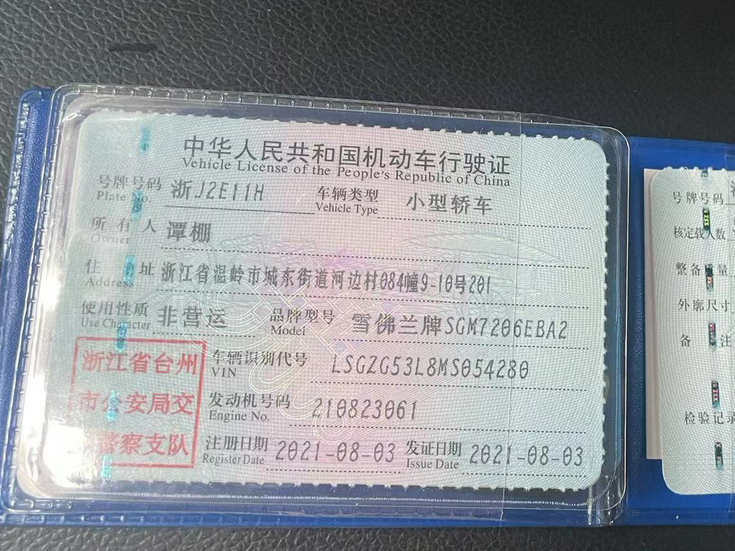 中华人民共和国机动车行驶证
Vehicle License of the People's Republic of China
号牌号码 浙J2E11H 车辆类型 小型轿车
Plate No. Vehicle Type
所有人 谭棚
Owner
住址 浙江省温岭市城东街道河边村084幢9-10号201
Address
使用性质 非营运 品牌型号 雪佛兰牌SGM7206EBA2
Use Character Model
浙江省台州
市公安局交
警察支队
车辆识别代号 LSGZG53L8MS054280
VIN
发动机号码 210823061
Engine No.
注册日期 2021-08-03 发证日期 2021-08-03
Register Date Issue Date
号牌号码
核定载人数
整备质量
外廓尺寸
备注
检验记录